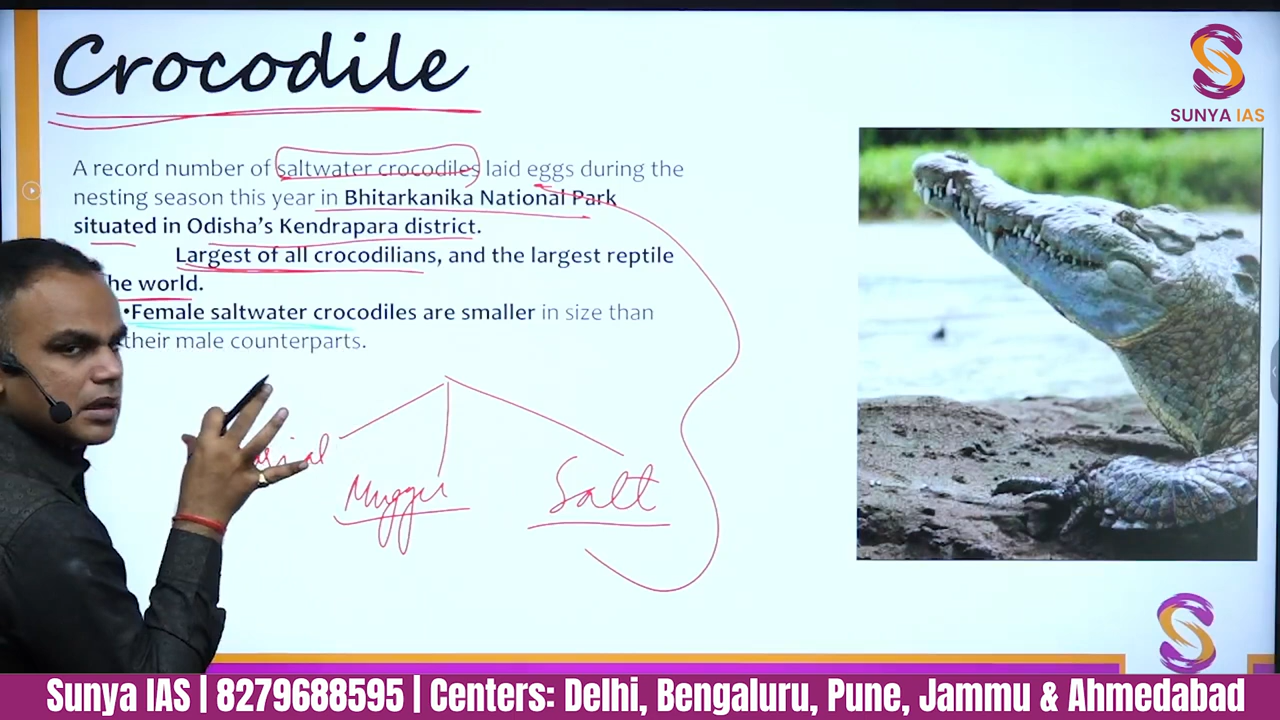 Crocodile
SUNYA IAS
A record number of saltwater crocodiles laid eggs during the
nesting season this year in Bhitarkanika National Park
situated in Odisha's Kendrapara district.
Largest of all crocodilians, and the largest reptile
he world.
•Female saltwater crocodiles are smaller in size than
their male counterparts.
Salt
Sunya IAS | 8279688595 | Centers: Delhi, Bengaluru, Pune, Jammu & Ahmedabad